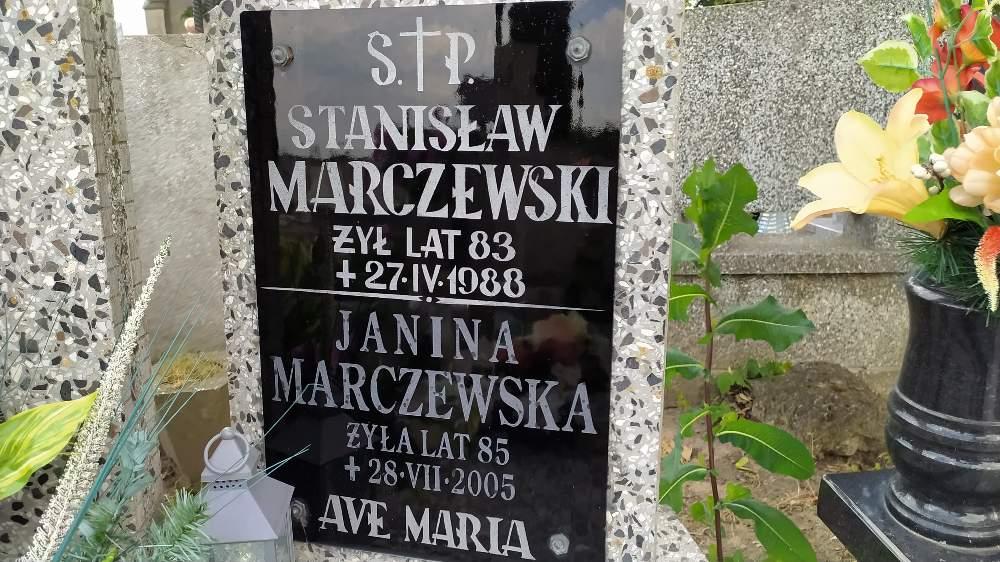 S. † P.
STANISŁAW
MARCZEWSKI
ŻYŁ LAT 83
+ 27·IV·1988
JANINA
MARCZEWSKA
ŻYŁA LAT 85
+ 28·VII·2005
AVE MARIA